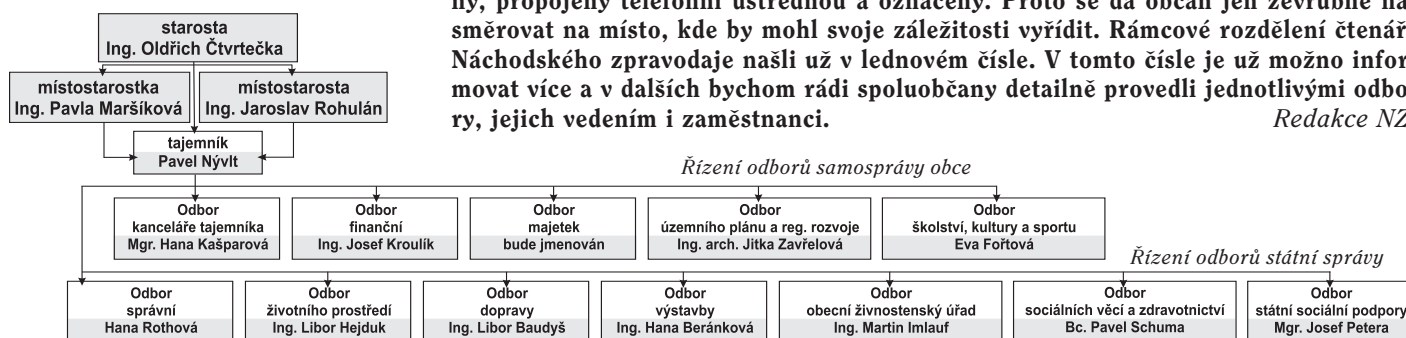 ny, propojeny telefonní ústřednou a označeny. Proto se dá občan jen zevrubně na
směrovat na místo, kde by mohl svoje záležitosti vyřídit. Rámcové rozdělení čtenář
Náchodského zpravodaje našli už v lednovém čísle. V tomto čísle je už možno infor
movat více a v dalších bychom rádi spoluobčany detailně provedli jednotlivými odbo
ry, jejich vedením i zaměstnanci.
Redakce NZ
starosta
Ing. Oldřich Čtvrtečka
místostarostka
Ing. Pavla Maršíková
místostarosta
Ing. Jaroslav Rohulán
tajemník
Pavel Nývlt
Řízení odborů samosprávy obce
Odbor
kanceláře tajemníka
Mgr. Hana Kašparová
Odbor
finanční
Ing. Josef Kroulík
Odbor
majetek
bude jmenován
Odbor
územního plánu a reg. rozvoje
Ing. arch. Jitka Zavřelová
Odbor
školství, kultury a sportu
Eva Fořtová
Řízení odborů státní správy
Odbor
správní
Hana Rothová
Odbor
životního prostředí
Ing. Libor Hejduk
Odbor
dopravy
Ing. Libor Baudyš
Odbor
výstavby
Ing. Hana Beránková
Odbor
obecní živnostenský úřad
Ing. Martin Imlauf
Odbor
sociálních věcí a zdravotnictví
Bc. Pavel Schuma
Odbor
státní sociální podpory
Mgr. Josef Petera